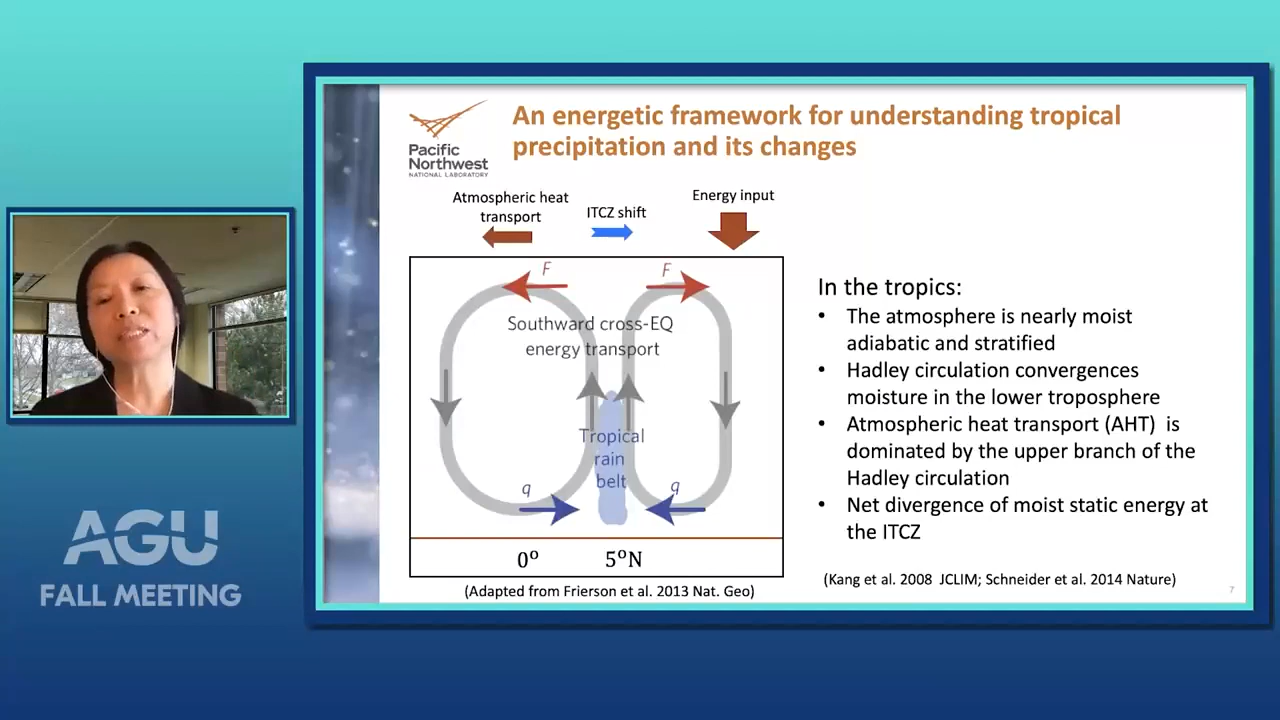 An energetic framework for understanding tropical
precipitation and its changes
Pacific
Northwest
NATIONAL LABORATORY
Atmospheric heat
transport
ITCZ shift
Energy input
F
F
Southward cross-EQ
energy transport
Tropical
rain
belt
q
q
0°
5°N
(Adapted from Frierson et al. 2013 Nat. Geo)
In the tropics:
• The atmosphere is nearly moist
adiabatic and stratified
• Hadley circulation convergences
moisture in the lower troposphere
• Atmospheric heat transport (AHT) is
dominated by the upper branch of the
Hadley circulation
• Net divergence of moist static energy at
the ITCZ
(Kang et al. 2008 JCLIM; Schneider et al. 2014 Nature)
7
AGU
FALL MEETING